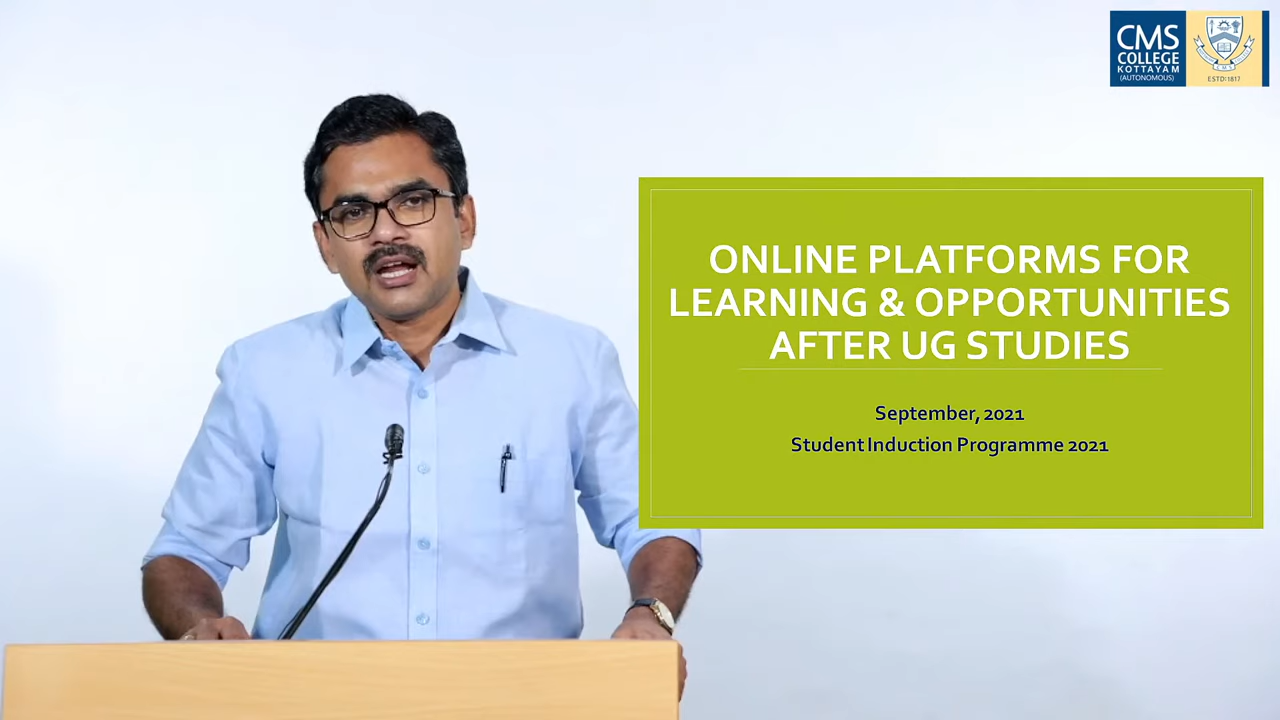 CMS
COLLEGE
KOTTAYAM
(AUTONOMOUS)
ESTD:1817
ONLINE PLATFORMS FOR
LEARNING & OPPORTUNITIES
AFTER UG STUDIES
September, 2021
Student Induction Programme 2021